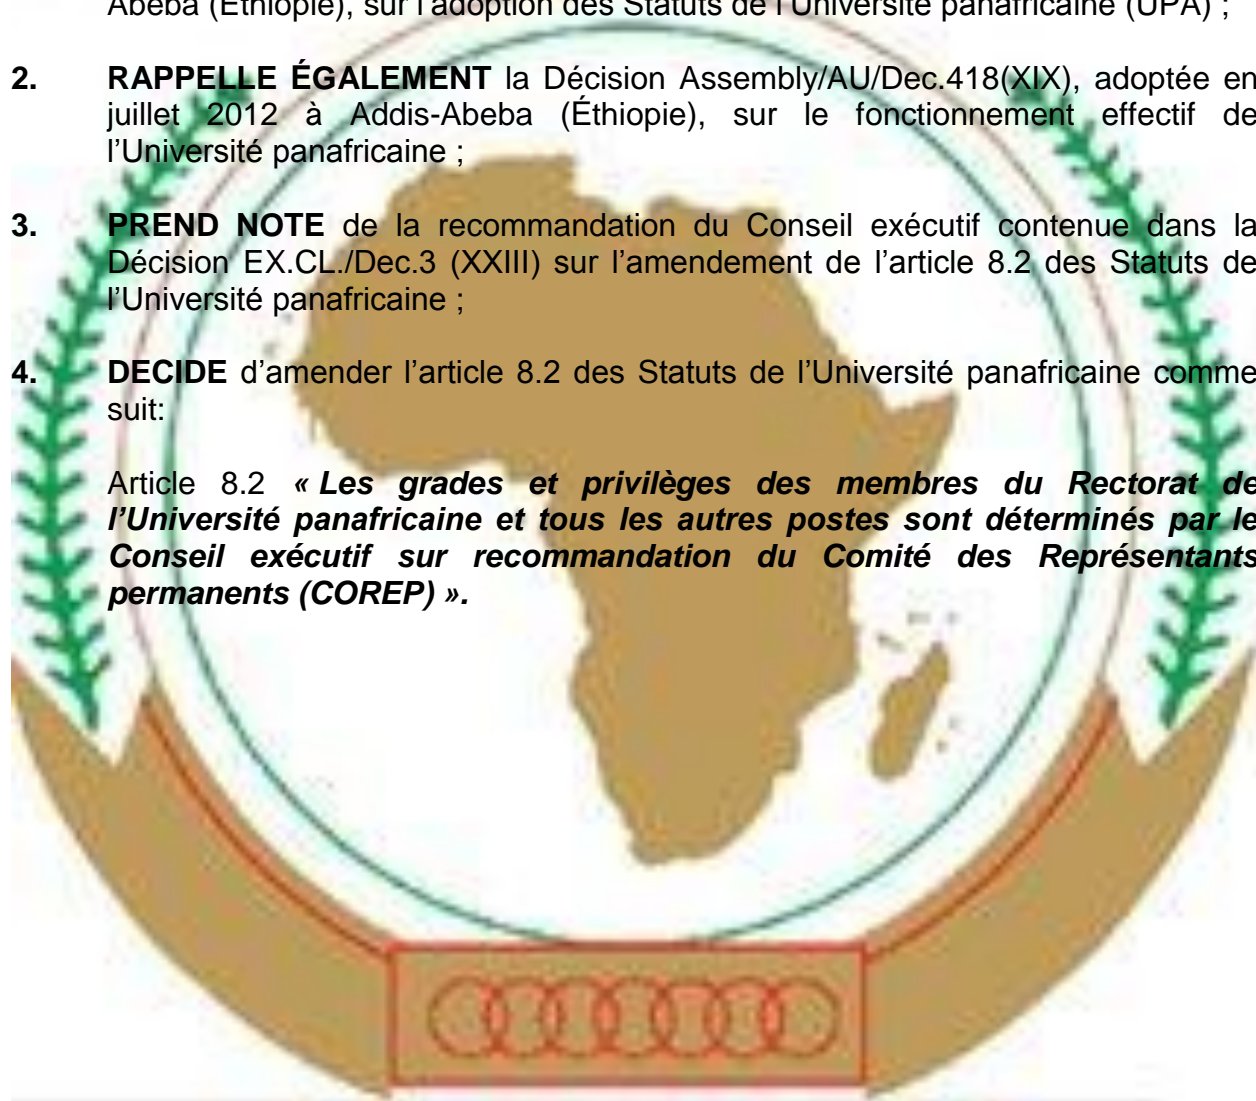 Abeba (Éthiopie), sur l'adoption des Statuts de l'Université panafricaine (UPA) ;
2. RAPPELLE ÉGALEMENT la Décision Assembly/AU/Dec.418(XIX), adoptée en
juillet 2012 à Addis-Abeba (Éthiopie), sur le fonctionnement effectif de
l'Université panafricaine ;
3. PREND NOTE de la recommandation du Conseil exécutif contenue dans la
Décision EX.CL./Dec.3 (XXIII) sur l'amendement de l'article 8.2 des Statuts de
l'Université panafricaine ;
4. DECIDE d'amender l'article 8.2 des Statuts de l'Université panafricaine comme
suit:
Article 8.2 « Les grades et privilèges des membres du Rectorat de
l'Université panafricaine et tous les autres postes sont déterminés par le
Conseil exécutif sur recommandation du Comité des Représentants
permanents (COREP) ».